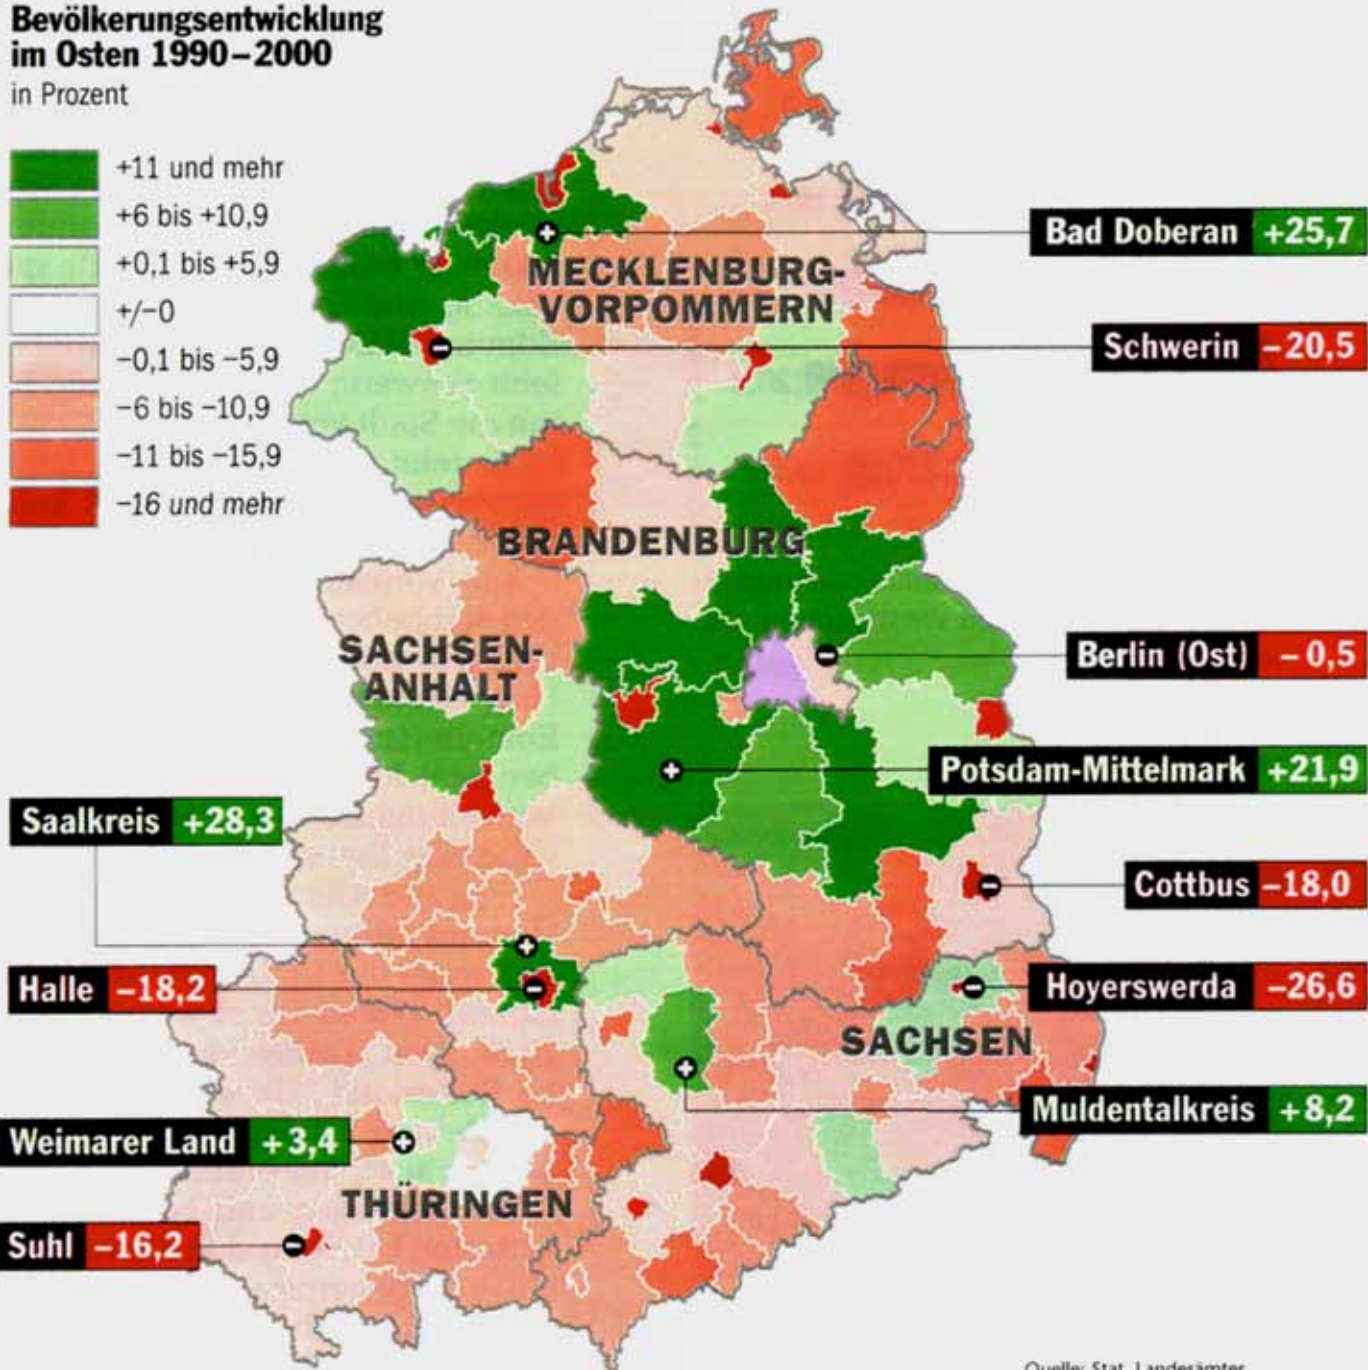 Bevölkerungsentwicklung
im Osten 1990–2000
in Prozent
+11 und mehr
+6 bis +10,9
+0,1 bis +5,9
+/−0
−0,1 bis −5,9
−6 bis −10,9
−11 bis −15,9
−16 und mehr
MECKLENBURG-
VORPOMMERN
BRANDENBURG
SACHSEN-
ANHALT
SACHSEN
THÜRINGEN
Bad Doberan +25,7
Schwerin −20,5
Berlin (Ost) −0,5
Potsdam-Mittelmark +21,9
Cottbus −18,0
Hoyerswerda −26,6
Muldentalkreis +8,2
Saalkreis +28,3
Halle −18,2
Weimarer Land +3,4
Suhl −16,2
Quelle: Stat. Landesämter